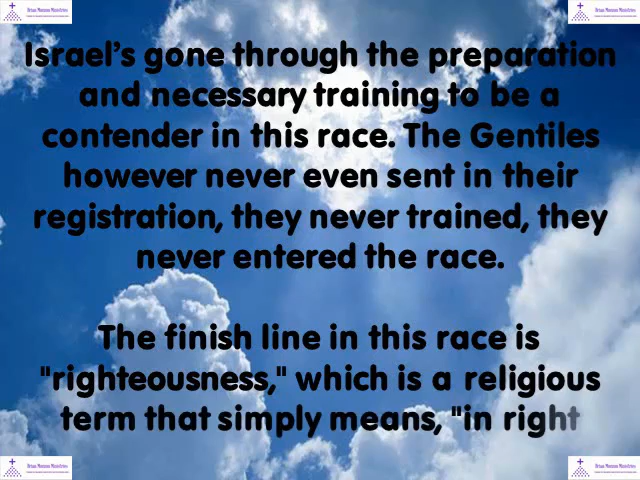 Israel's gone through the preparation
and necessary training to be a
contender in this race. The Gentiles
however never even sent in their
registration, they never trained, they
never entered the race.
The finish line in this race is
"righteousness," which is a religious
term that simply means, "in right